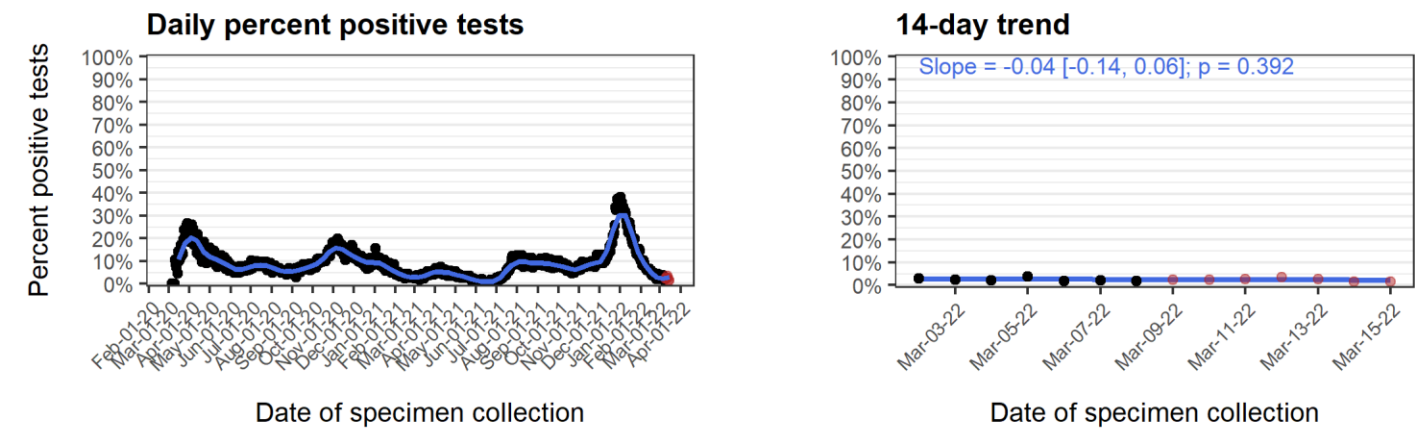 Daily percent positive tests
Percent positive tests
100%
90%
80%
70%
60%
50%
40%
30%
20%
10%
0%
Feb-01-20
Mar-01-20
Apr-01-20
May-01-20
Jun-01-20
Jul-01-20
Aug-01-20
Sep-01-20
Oct-01-20
Nov-01-20
Dec-01-20
Jan-01-21
Feb-01-21
Mar-01-21
Apr-01-21
May-01-21
Jun-01-21
Jul-01-21
Aug-01-21
Sep-01-21
Oct-01-21
Nov-01-21
Dec-01-21
Jan-01-22
Feb-01-22
Mar-01-22
Apr-01-22
Date of specimen collection
14-day trend
Slope = -0.04 [-0.14, 0.06]; p = 0.392
100%
90%
80%
70%
60%
50%
40%
30%
20%
10%
0%
Mar-03-22
Mar-05-22
Mar-07-22
Mar-09-22
Mar-11-22
Mar-13-22
Mar-15-22
Date of specimen collection